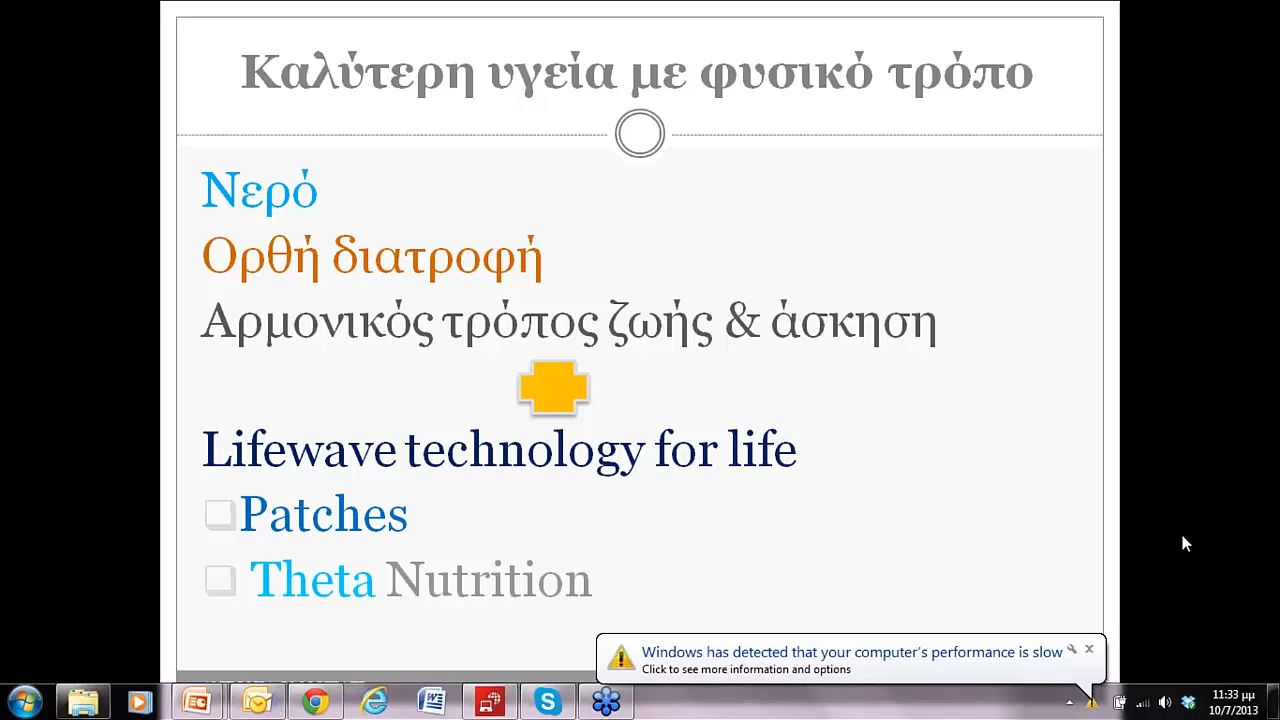 Καλύτερη υγεία με φυσικό τρόπο
Νερό
Ορθή διατροφή
Αρμονικός τρόπος ζωής & άσκηση
Lifewave technology for life
Patches
Theta Nutrition
Windows has detected that your computer's performance is slow
Click to see more information and options
11:33 μμ
10/7/2013